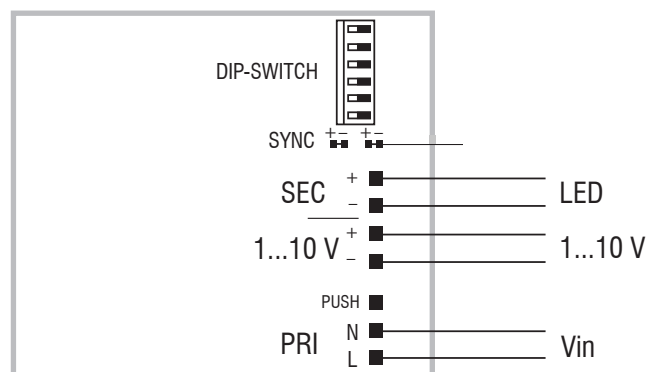 DIP-SWITCH
SYNC +- +-
SEC + LED
-
1...10 V + 1...10 V
-
PUSH
PRI N Vin
L